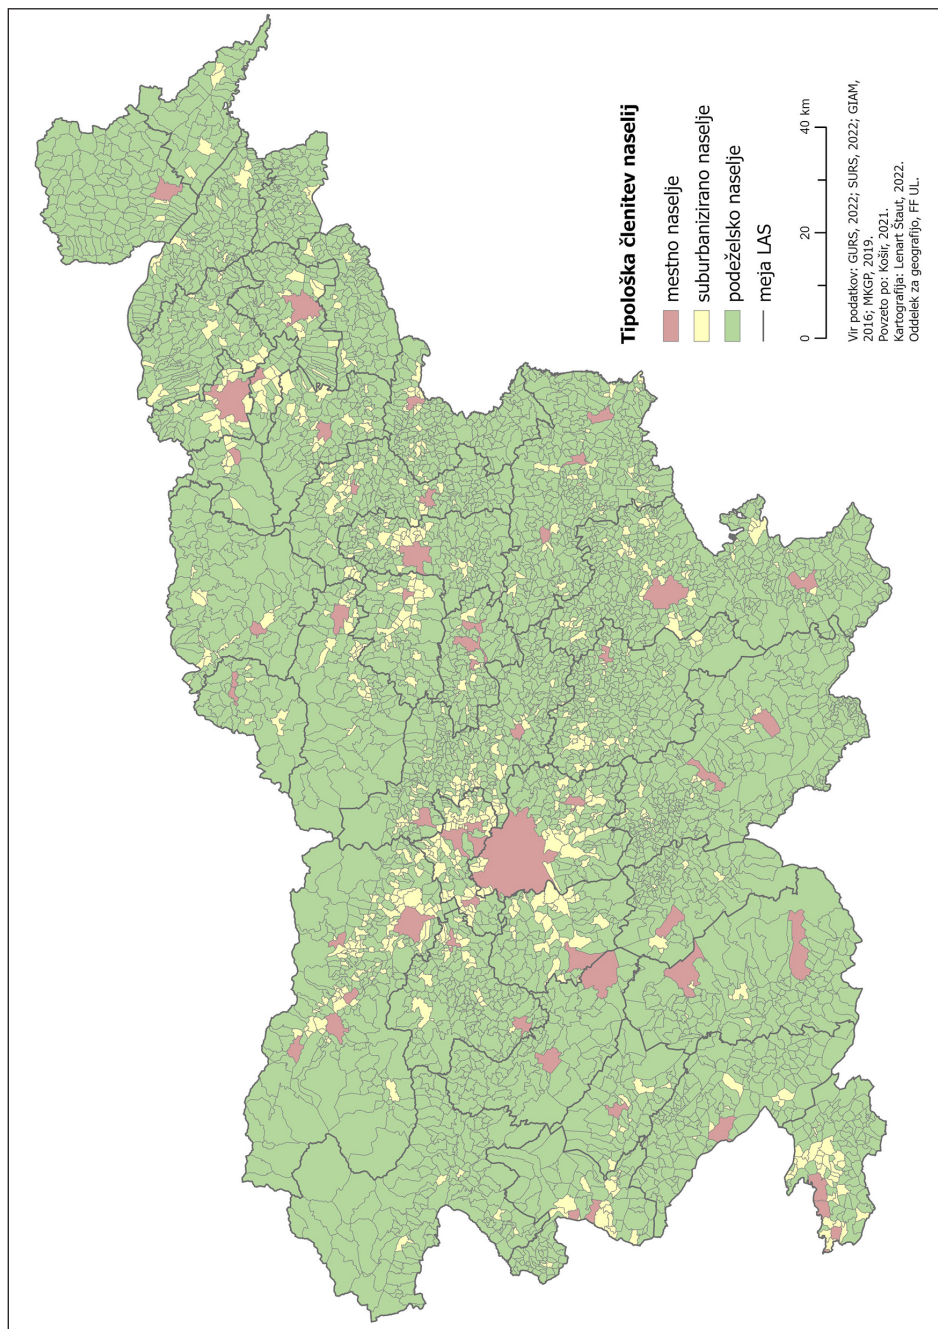 Tipološka členitev naselij
mestno naselje
suburbanizirano naselje
podeželsko naselje
meja LAS
0 20 40 km
Vir podatkov: GURS, 2022; SURS, 2022; GIAM,
2016; MKGP, 2019.
Povzeto po: Košir, 2021.
Kartografija: Lenart Štaut, 2022.
Oddelek za geografijo, FF UL.